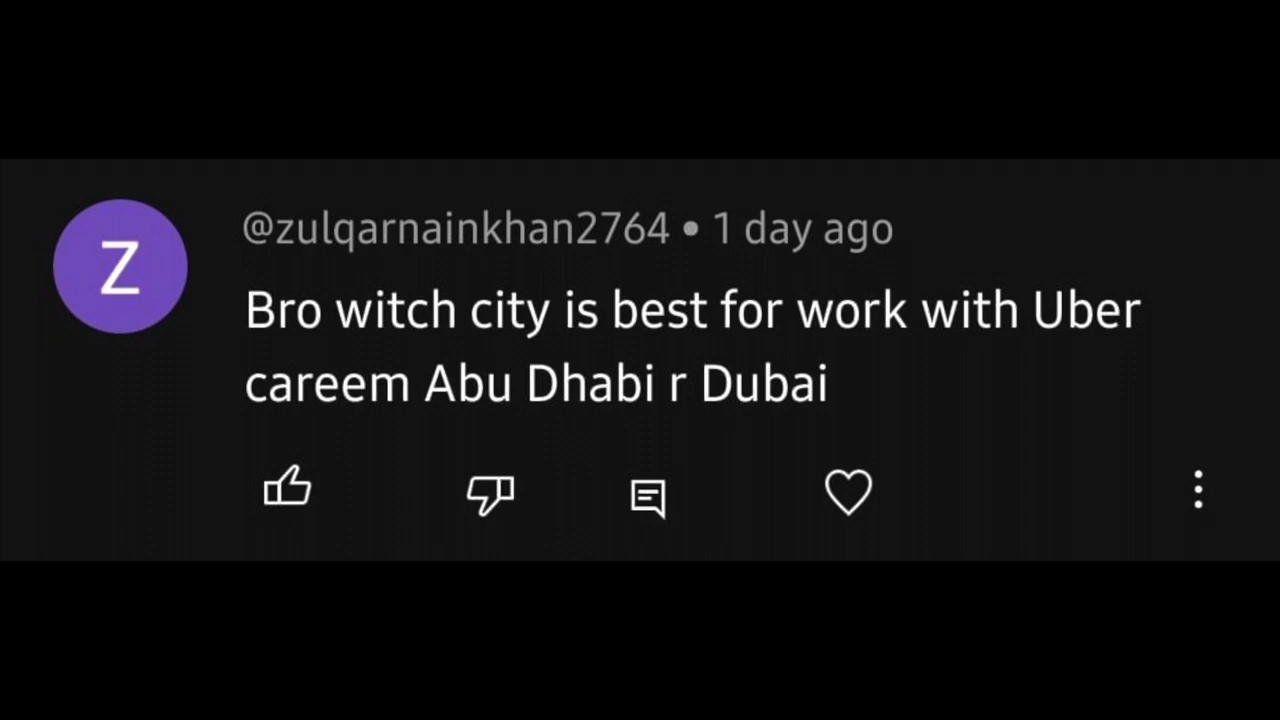 Z
@zulqarnainkhan2764 • 1 day ago
Bro witch city is best for work with Uber
careem Abu Dhabi r Dubai